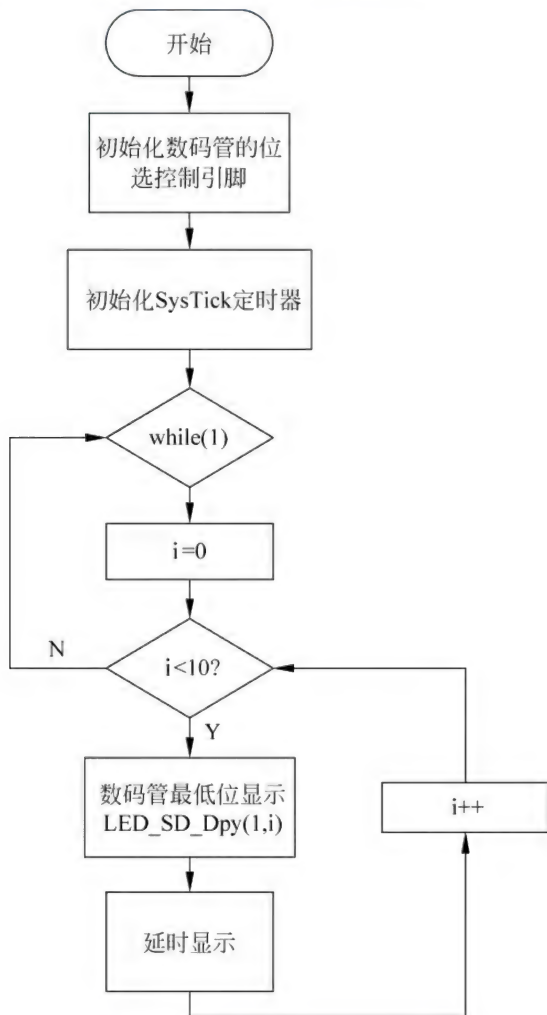 开始
初始化数码管的位
选控制引脚
初始化SysTick定时器
while(1)
i=0
N
i<10?
Y
数码管最低位显示
LED_SD_Dpy(1,i)
i++
延时显示